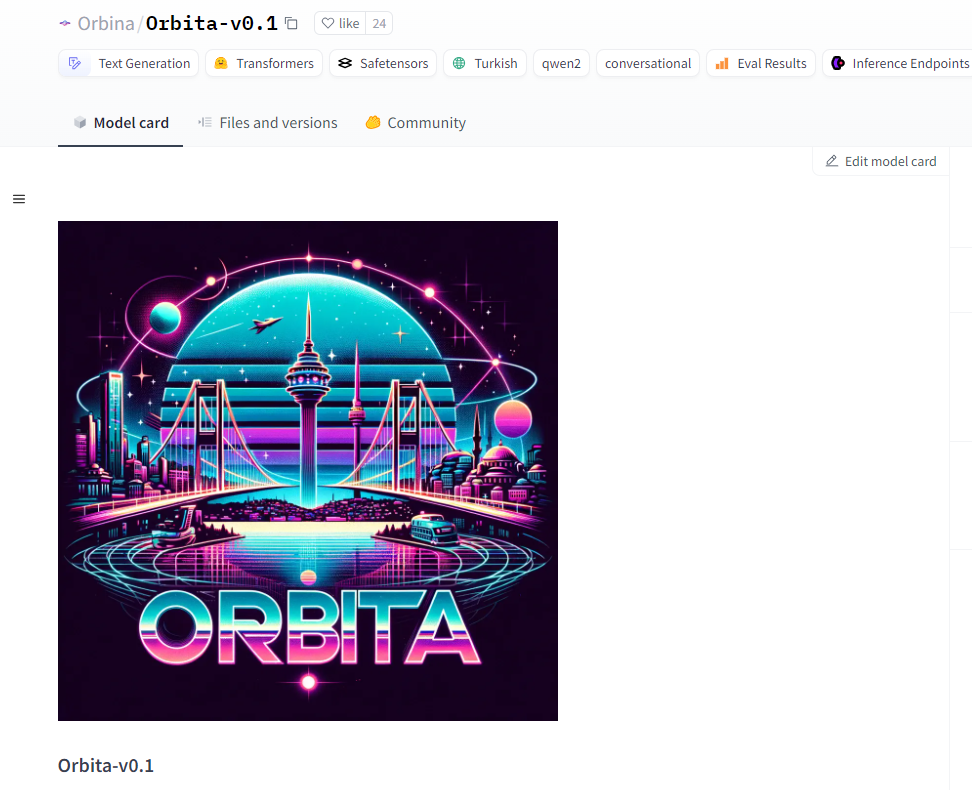 Orbina/Orbita-v0.1 like 24
Text Generation Transformers Safetensors Turkish qwen2 conversational Eval Results Inference Endpoints
Model card Files and versions Community
Edit model card
ORBITA
Orbita-v0.1